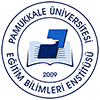 PAMUKKALE ÜNİVERSİTESİ
2009
EĞİTİM BİLİMLERİ ENSTİTÜSÜ